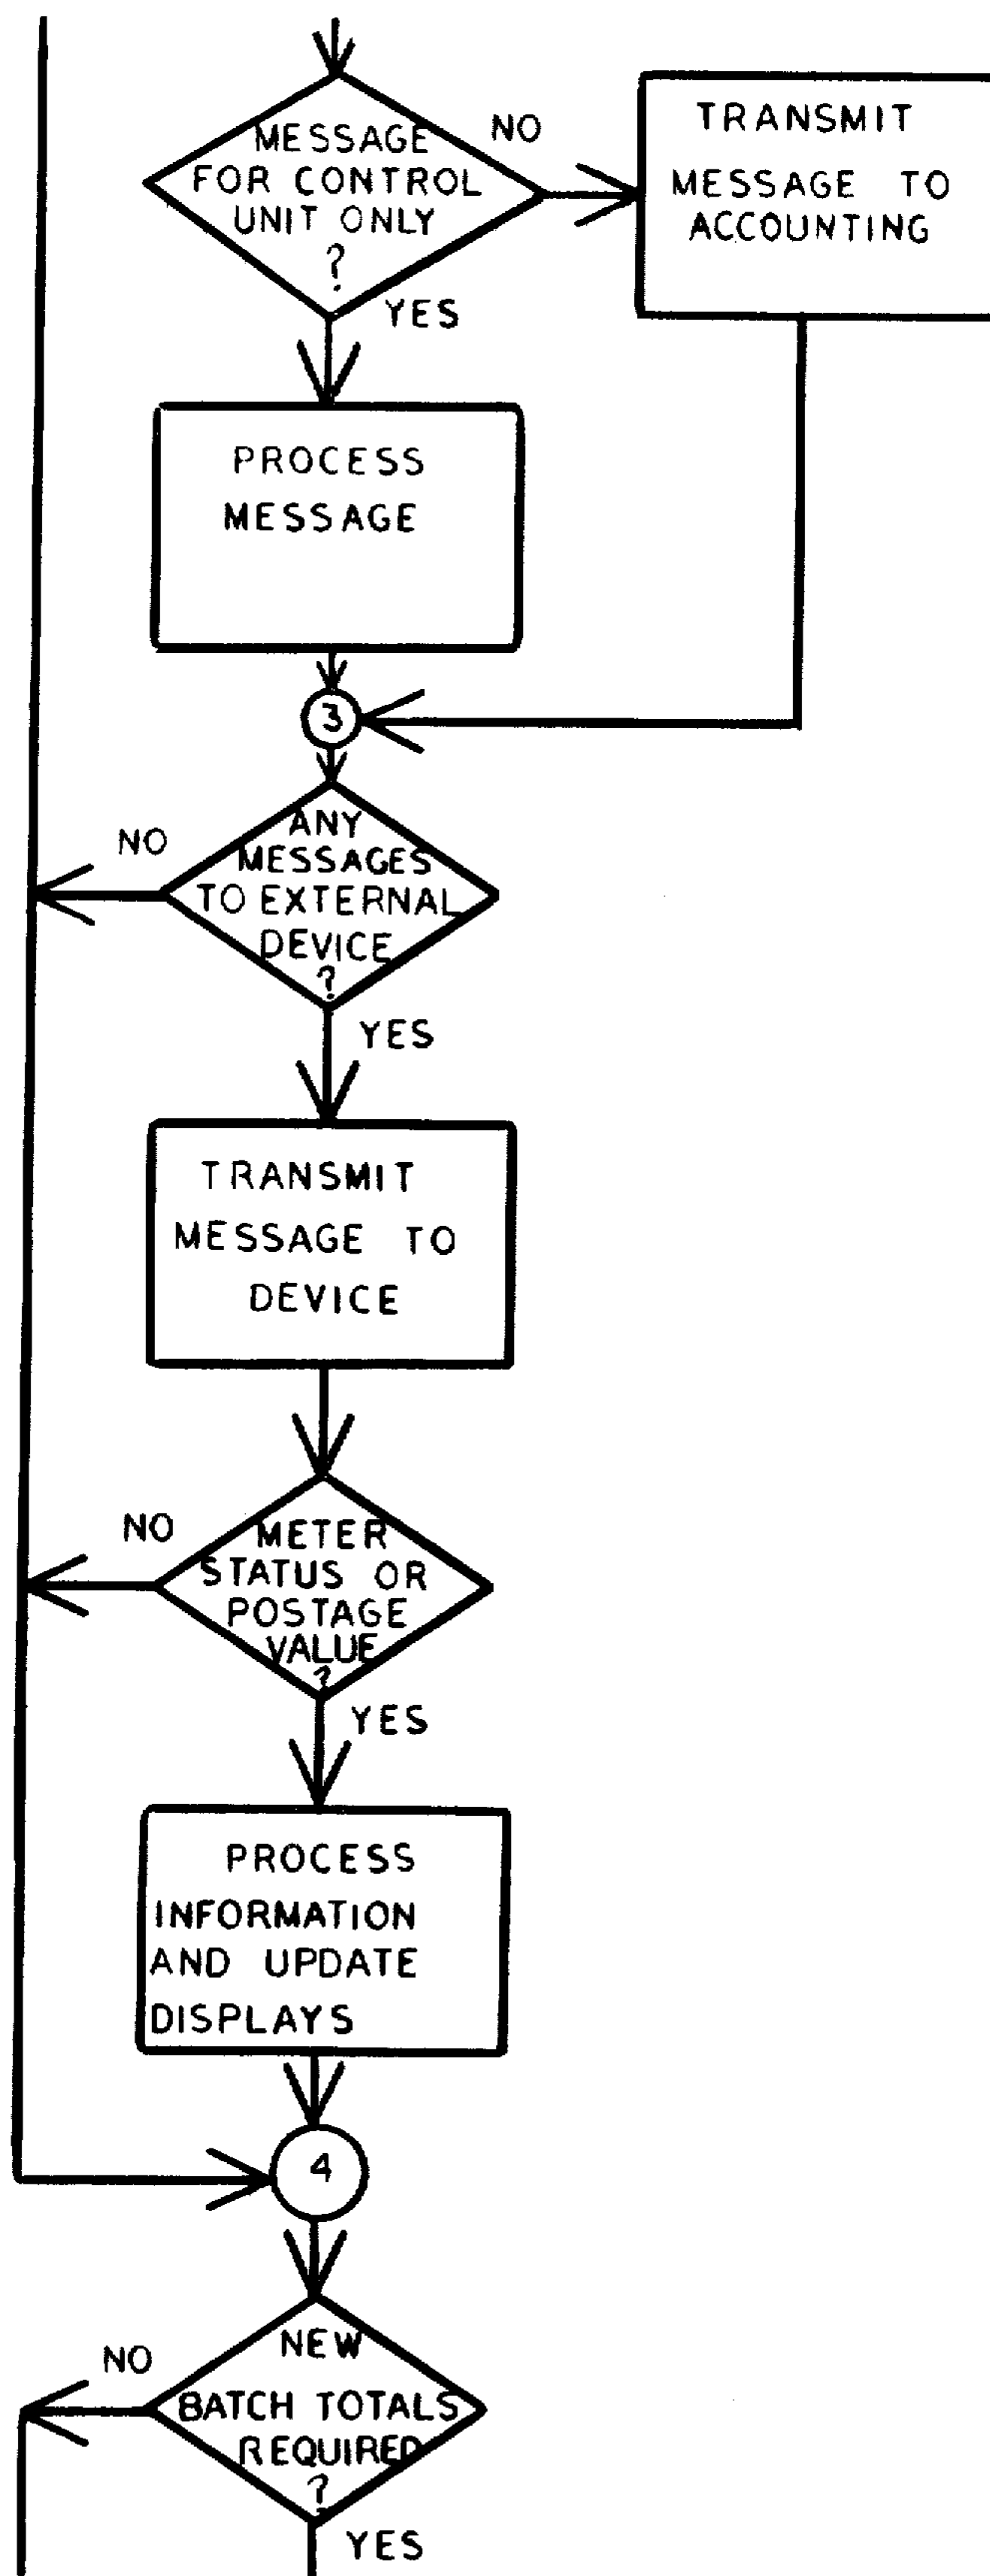 MESSAGE
FOR CONTROL
UNIT ONLY
?
NO
YES
TRANSMIT
MESSAGE TO
ACCOUNTING
PROCESS
MESSAGE
3
ANY
MESSAGES
TO EXTERNAL
DEVICE
?
NO
YES
TRANSMIT
MESSAGE TO
DEVICE
METER
STATUS OR
POSTAGE
VALUE
?
NO
YES
PROCESS
INFORMATION
AND UPDATE
DISPLAYS
4
NEW
BATCH TOTALS
REQUIRED
?
NO
YES